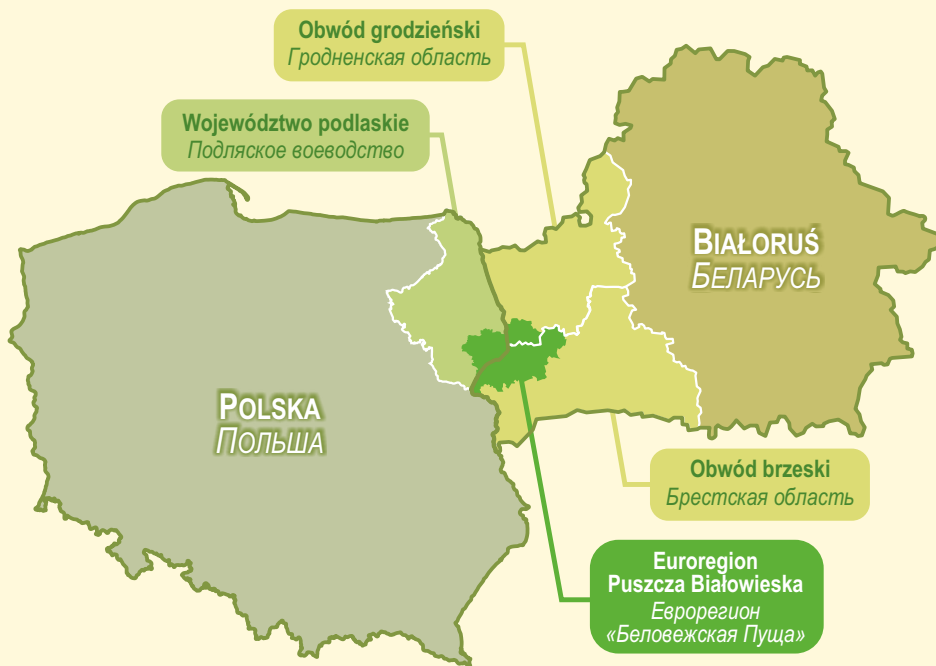 Obwód grodzieński
Гродненская область
Województwo podlaskie
Подляское воеводство
BIAŁORUŚ
БЕЛАРУСЬ
POLSKA
ПОЛЬША
Obwód brzeski
Брестская область
Euroregion
Puszcza Białowieska
Еврорегион
«Беловежская Пуща»